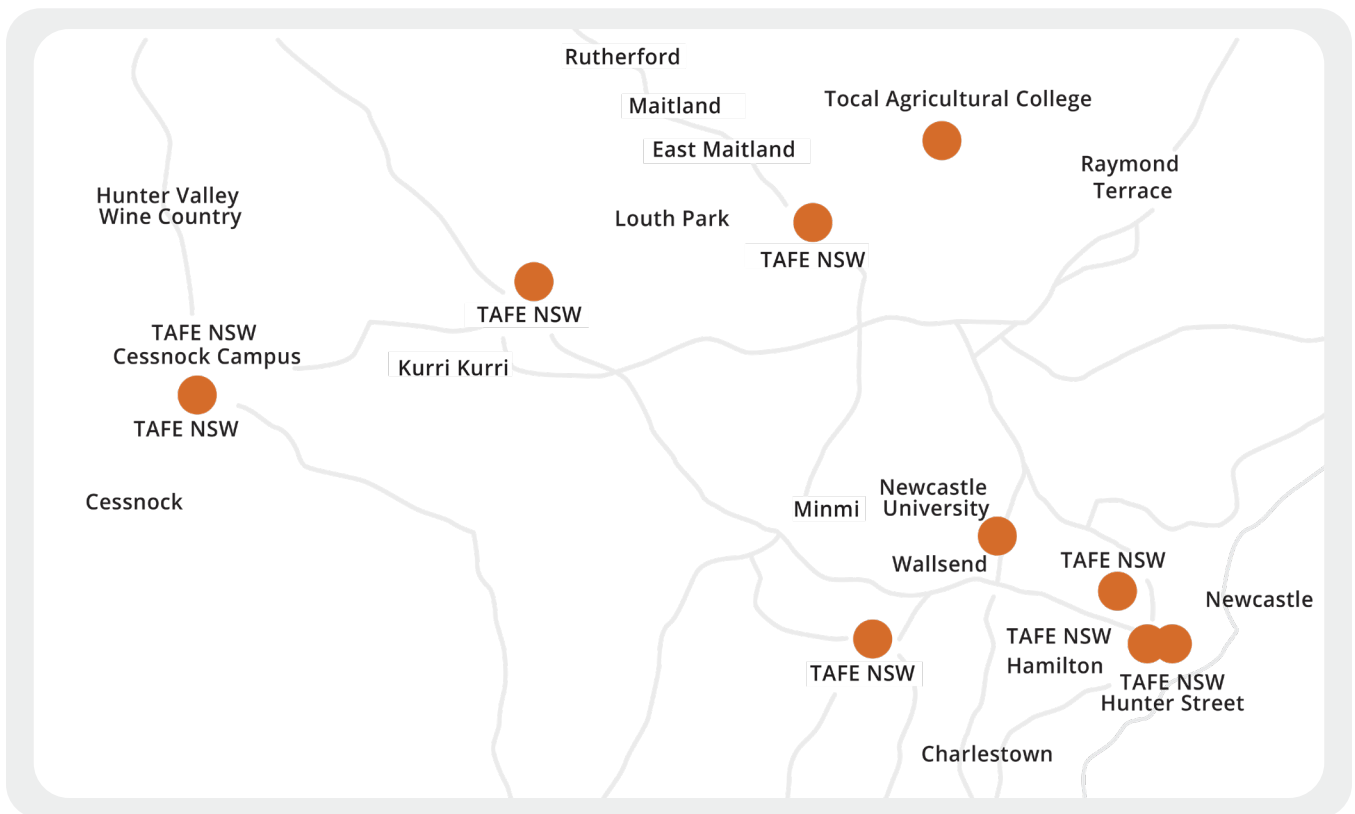 Rutherford
Maitland
Tocal Agricultural College
East Maitland
Raymond
Terrace
Hunter Valley
Wine Country
Louth Park
TAFE NSW
TAFE NSW
TAFE NSW
Cessnock Campus
Kurri Kurri
TAFE NSW
Cessnock
Newcastle
University
Minmi
Wallsend
TAFE NSW
Newcastle
TAFE NSW
Hamilton
TAFE NSW
TAFE NSW
Hunter Street
Charlestown